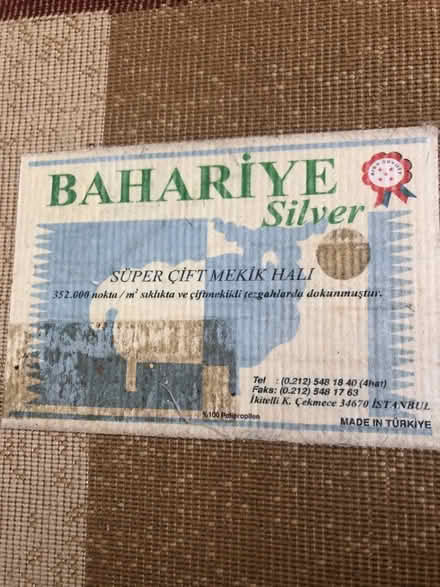 BAHARİYE
Silver
SÜPER ÇİFT MEKİK HALI
352.000 nokta / m² sıklıkta ve çiftmekikli tezgahlarda dokunmuştur.
Tel : (0.212) 548 18 40 (4hat)
Faks: (0.212) 548 17 63
İkitelli K. Çekmece 34670 İSTANBUL
%100 Polipropilen
MADE IN TÜRKİYE